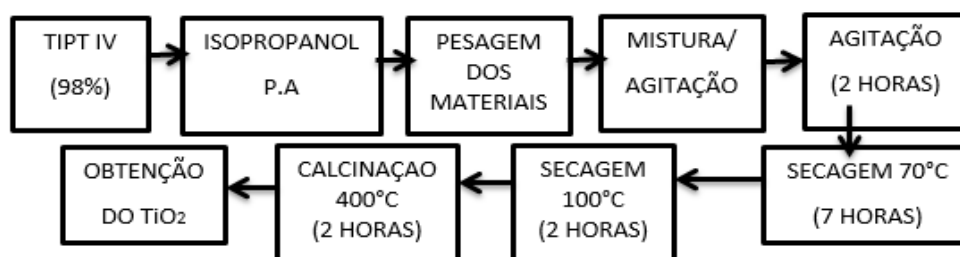 TIPT IV
(98%)
ISOPROPANOL
P.A
PESAGEM
DOS
MATERIAIS
MISTURA/
AGITAÇÃO
AGITAÇÃO
(2 HORAS)
SECAGEM 70°C
(7 HORAS)
SECAGEM
100°C
(2 HORAS)
CALCINAÇAO
400°C
(2 HORAS)
OBTENÇÃO
DO TiO₂